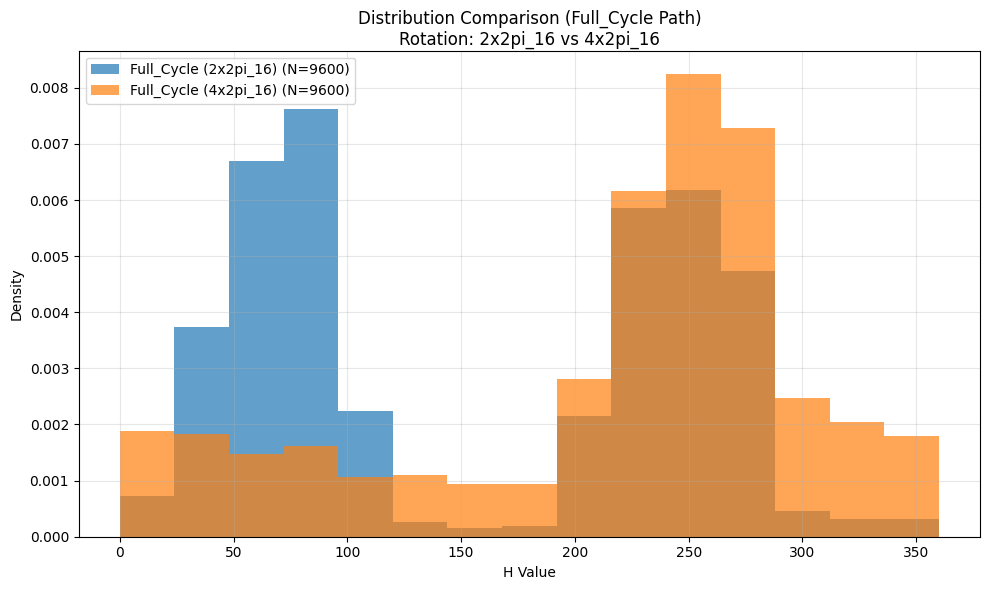 Distribution Comparison (Full_Cycle Path)
Rotation: 2x2pi_16 vs 4x2pi_16
Full_Cycle (2x2pi_16) (N=9600)
Full_Cycle (4x2pi_16) (N=9600)
0.008
0.007
0.006
0.005
0.004
0.003
0.002
0.001
0.000
Density
0 50 100 150 200 250 300 350
H Value